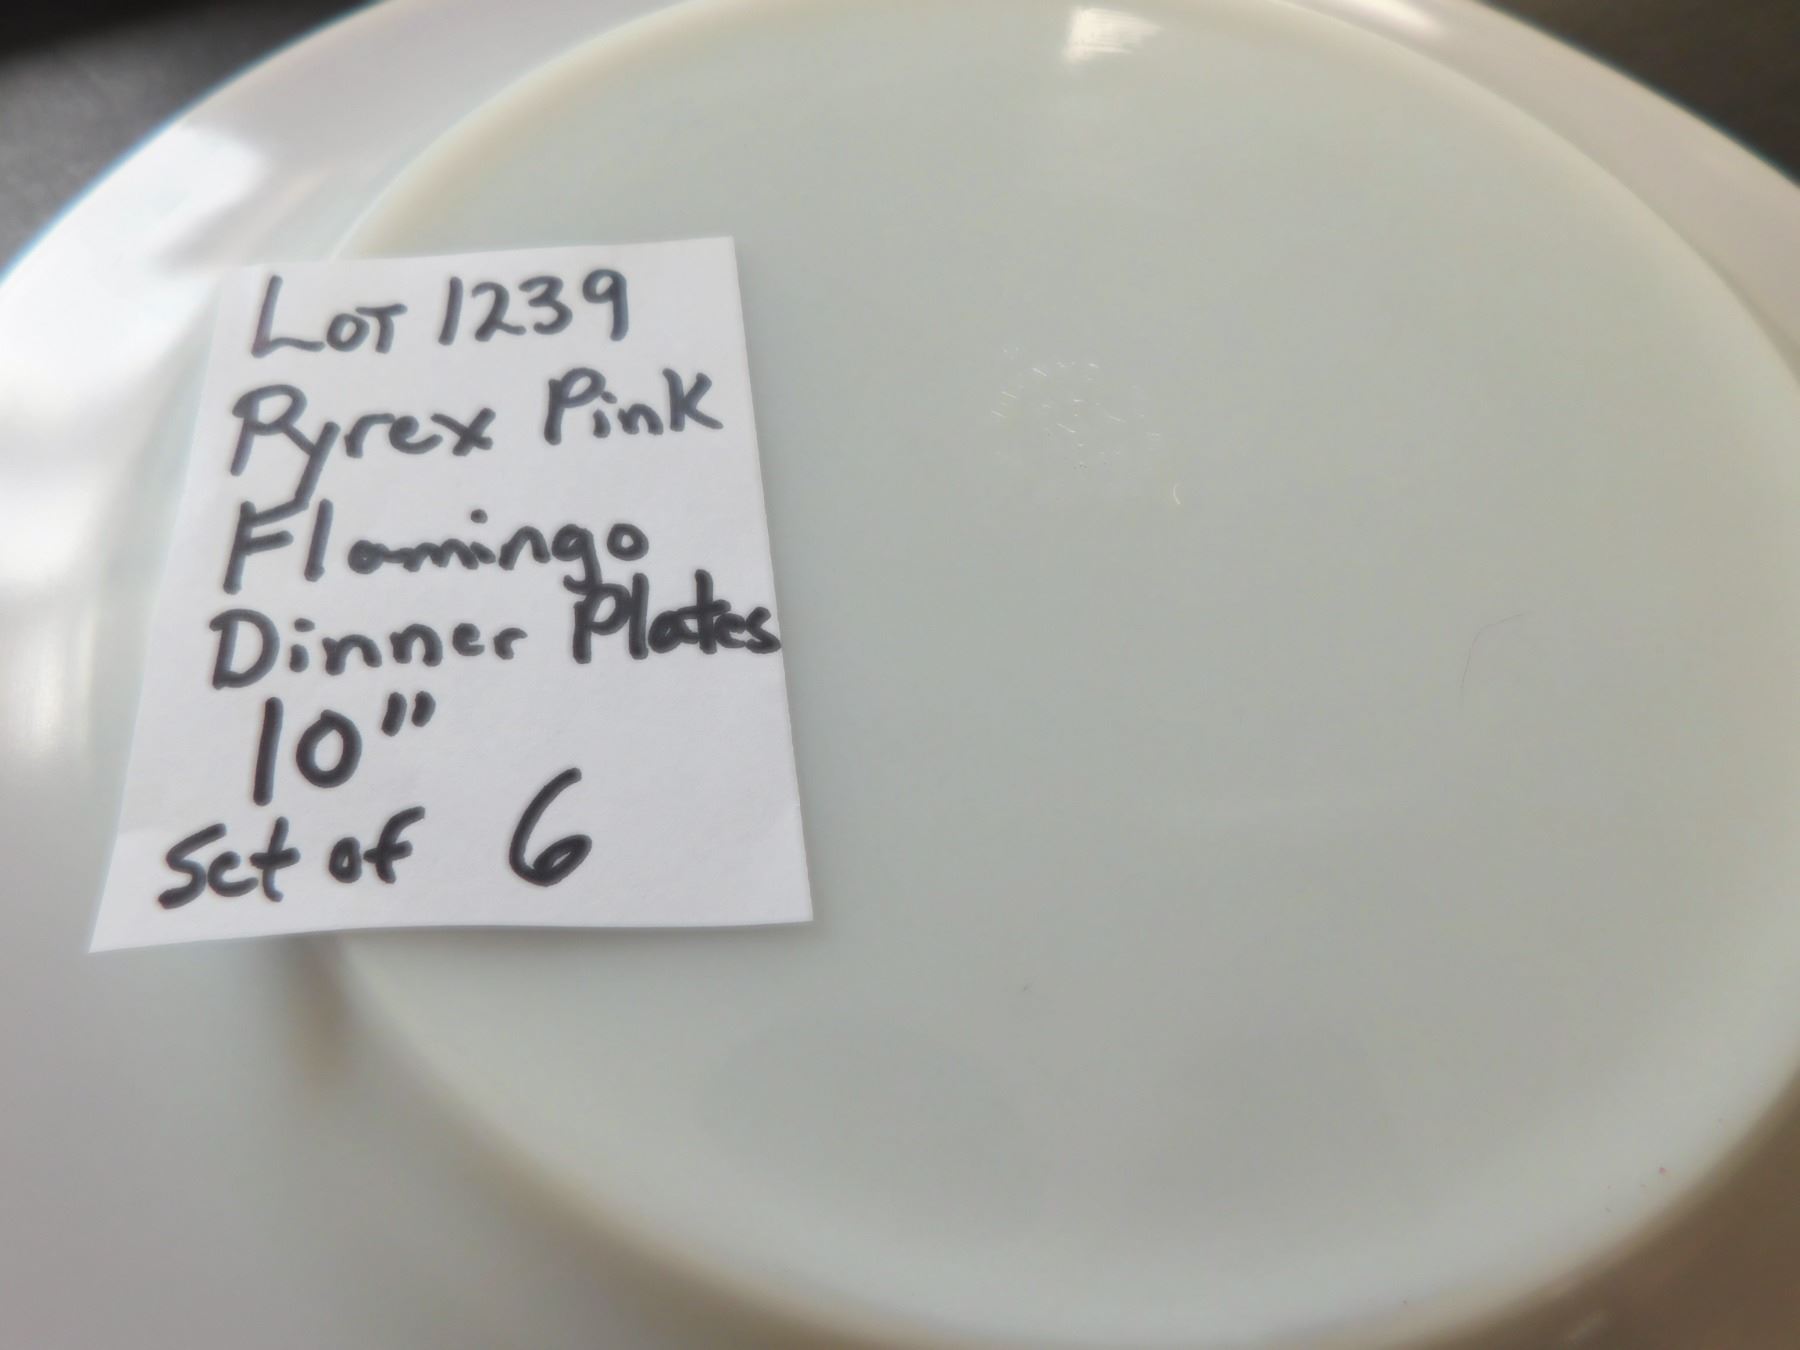 Lot 1239
Pyrex Pink
Flamingo
Dinner Plates
10"
Set of 6